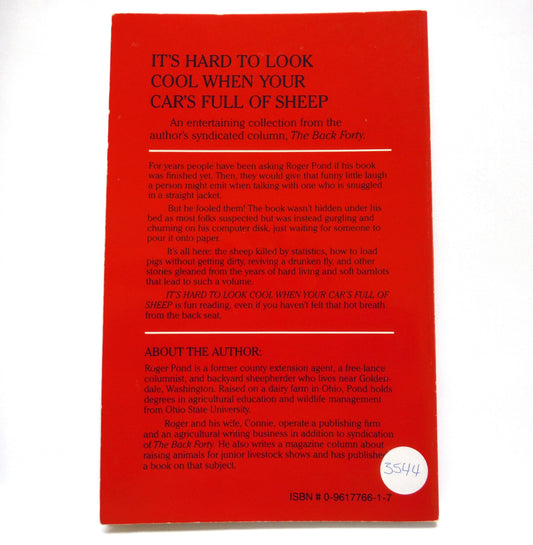 IT'S HARD TO LOOK
COOL WHEN YOUR
CAR'S FULL OF SHEEP
An entertaining collection from the
author's syndicated column, The Back Forty.
For years people have been asking Roger Pond if his book
was finished yet. Then, they would give that funny little laugh
a person might emit when talking with one who is snuggled
in a straight jacket.
But he fooled them! The book wasn't hidden under his
bed as most folks suspected but was instead gurgling and
churning on his computer disk, just waiting for someone to
pour it onto paper.
It's all here: the sheep killed by statistics, how to load
pigs without getting dirty, reviving a drunken fly, and other
stories gleaned from the years of hard living and soft barnlots
that lead to such a volume.
IT'S HARD TO LOOK COOL WHEN YOUR CAR'S FULL OF
SHEEP is fun reading, even if you haven't felt that hot breath
from the back seat.
ABOUT THE AUTHOR:
Roger Pond is a former county extension agent, a free-lance
columnist, and backyard sheepherder who lives near Golden-
dale, Washington. Raised on a dairy farm in Ohio, Pond holds
degrees in agricultural education and wildlife management
from Ohio State University.
Roger and his wife, Connie, operate a publishing firm
and an agricultural writing business in addition to syndication
of The Back Forty. He also writes a magazine column about
raising animals for junior livestock shows and has publishe
a book on that subject.
3544
ISBN # 0-9617766-1-7